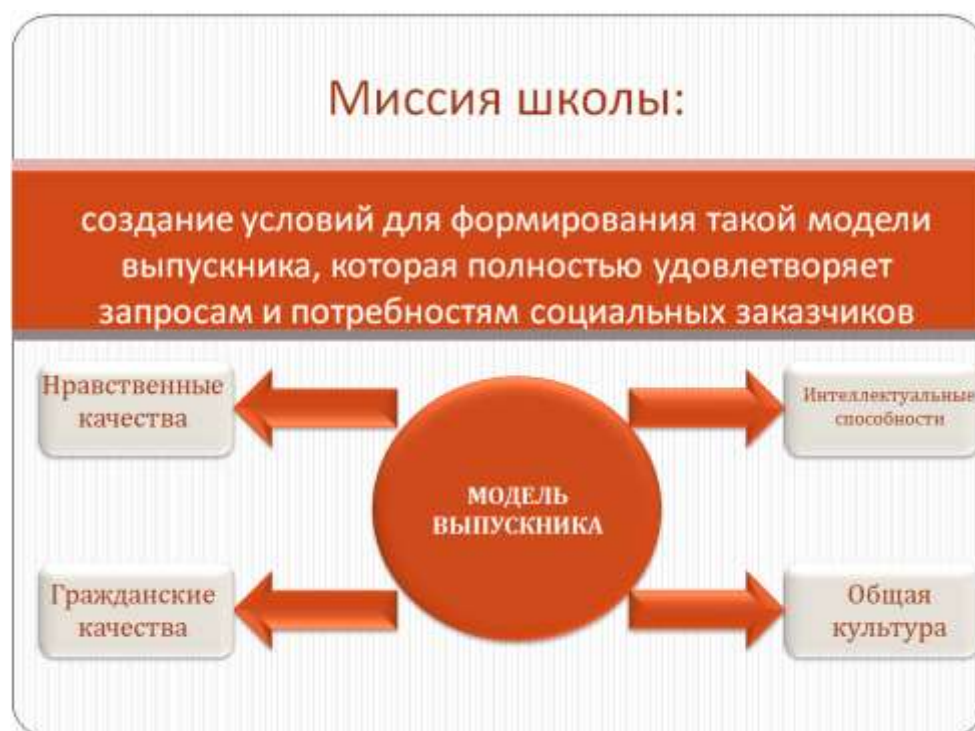 Миссия школы:
создание условий для формирования такой модели
выпускника, которая полностью удовлетворяет
запросам и потребностям социальных заказчиков
Нравственные
качества
Интеллектуальные
способности
МОДЕЛЬ
ВЫПУСКНИКА
Гражданские
качества
Общая
культура